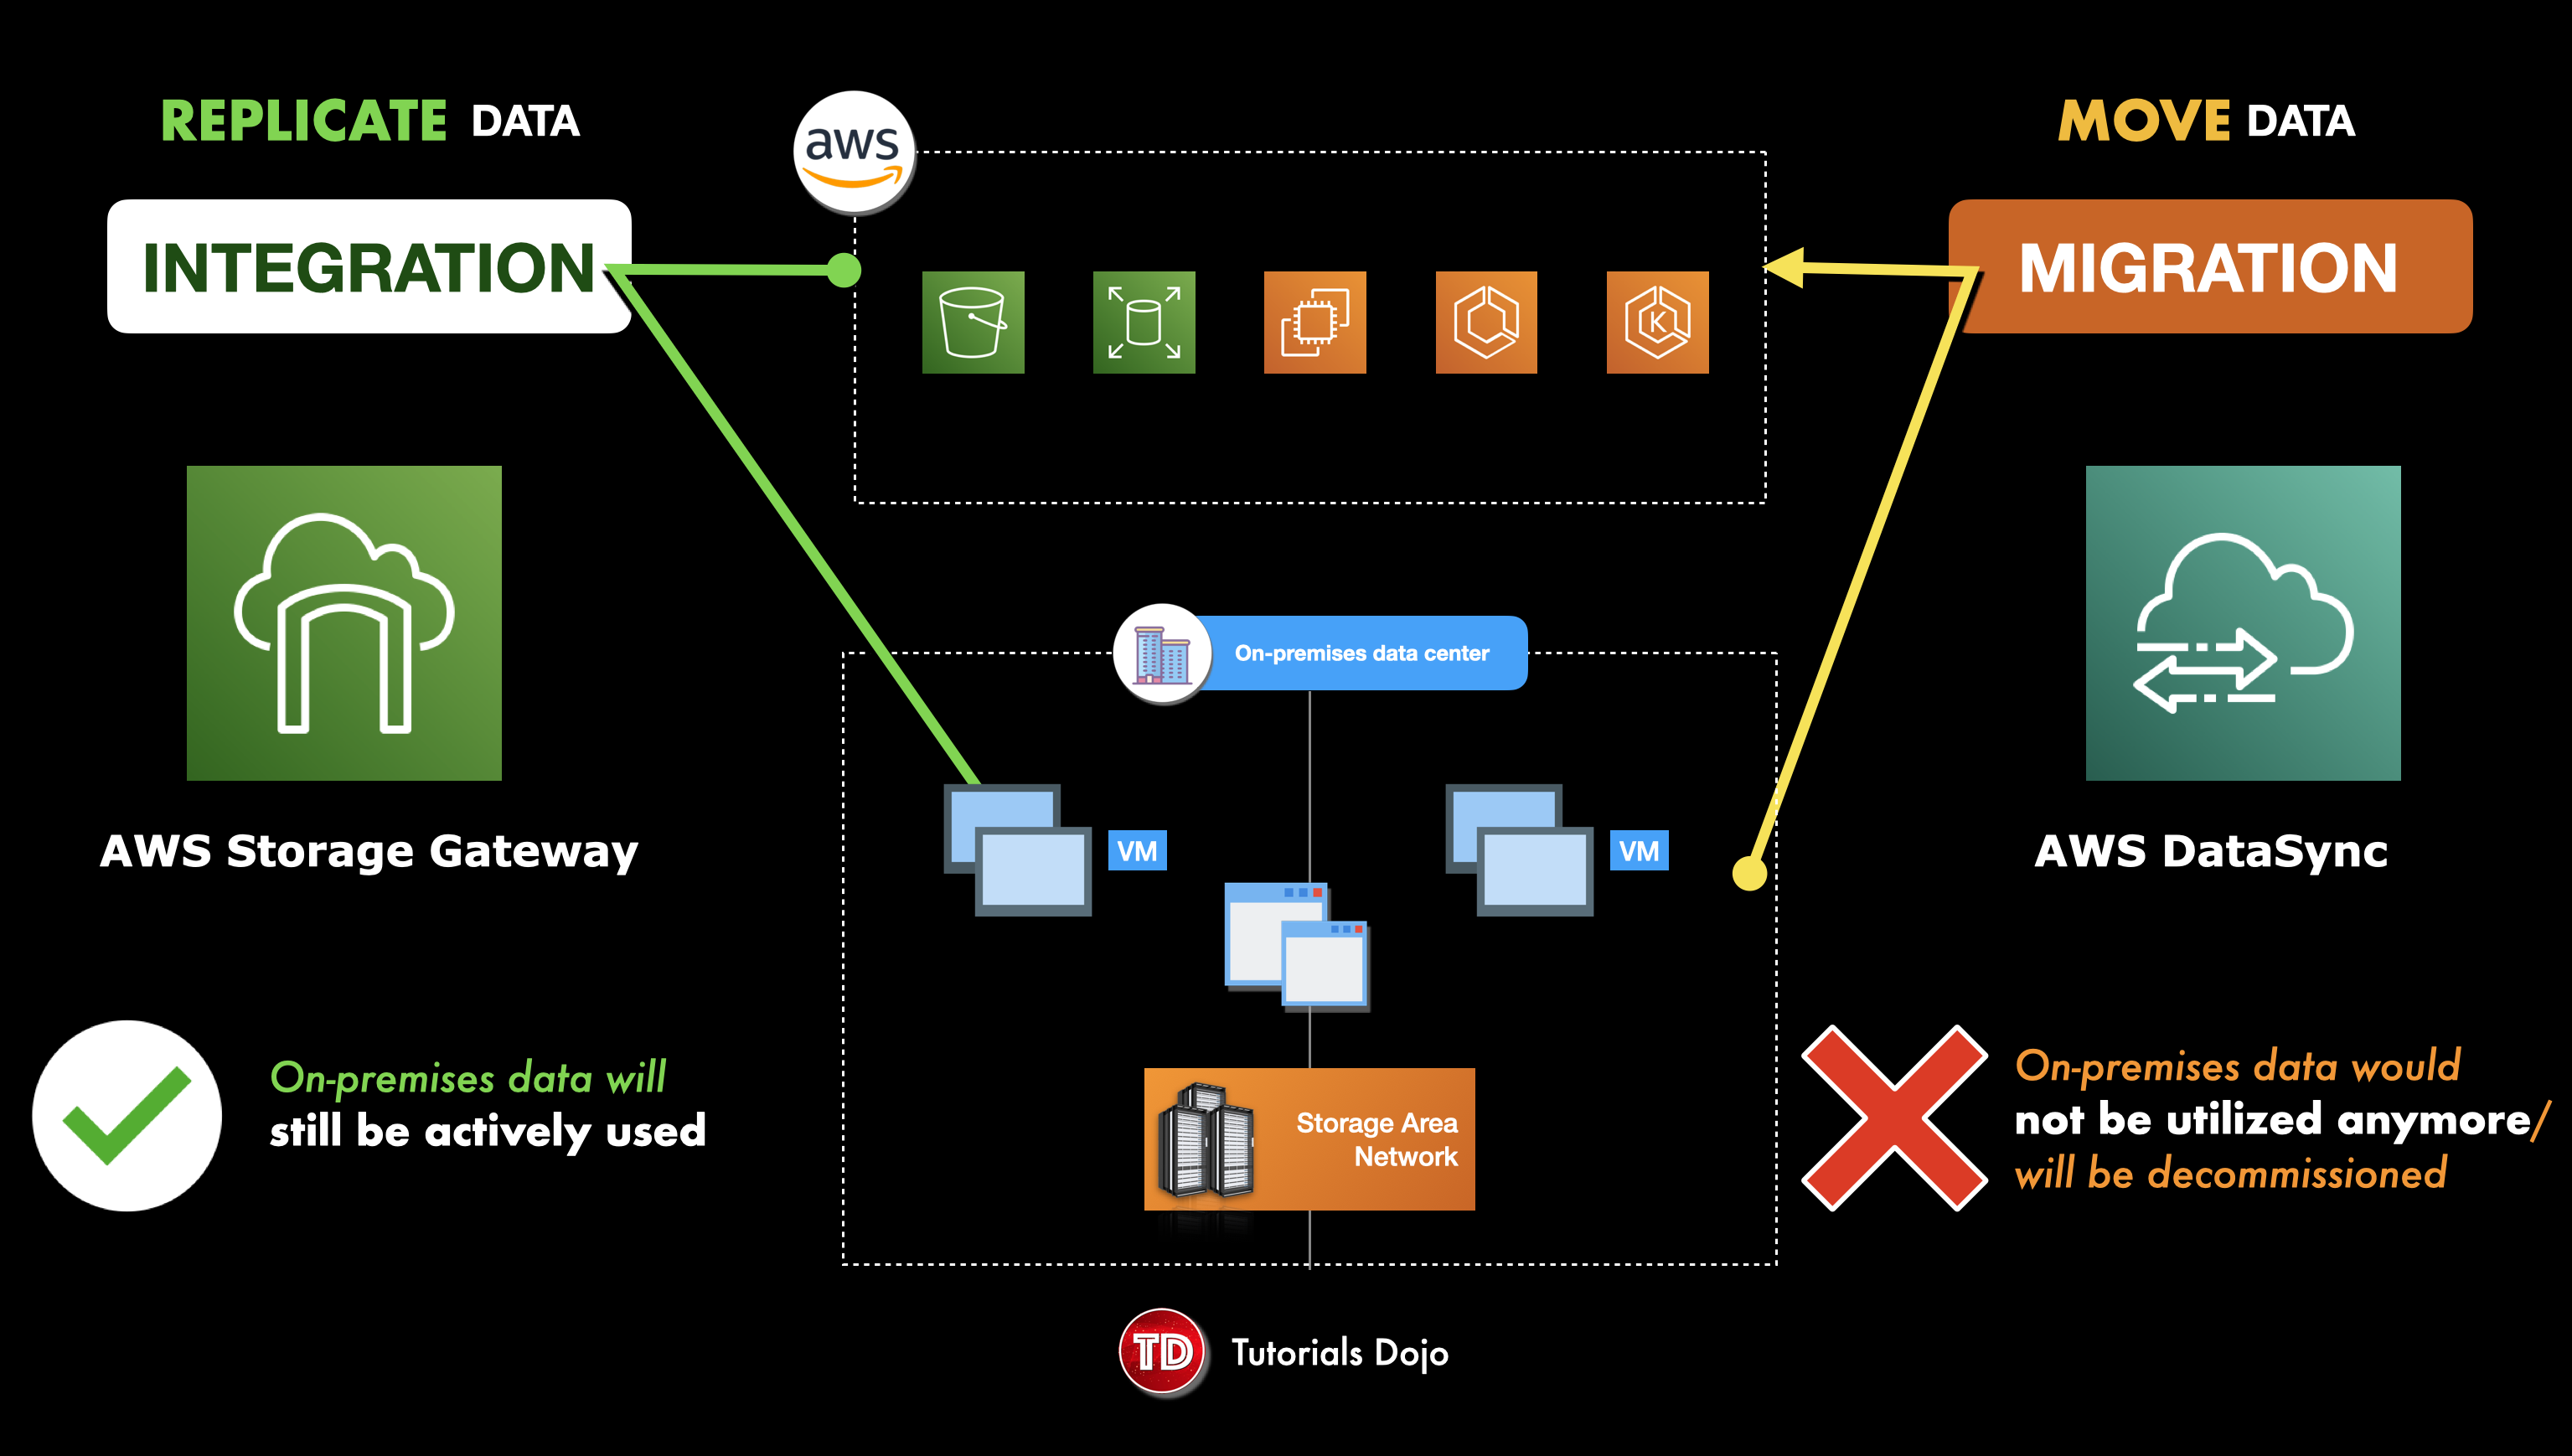 REPLICATE DATA
INTEGRATION
AWS Storage Gateway
On-premises data will
still be actively used
aws
K
On-premises data center
VM
VM
Storage Area
Network
TD Tutorials Dojo
MOVE DATA
MIGRATION
AWS DataSync
On-premises data would
not be utilized anymore/
will be decommissioned